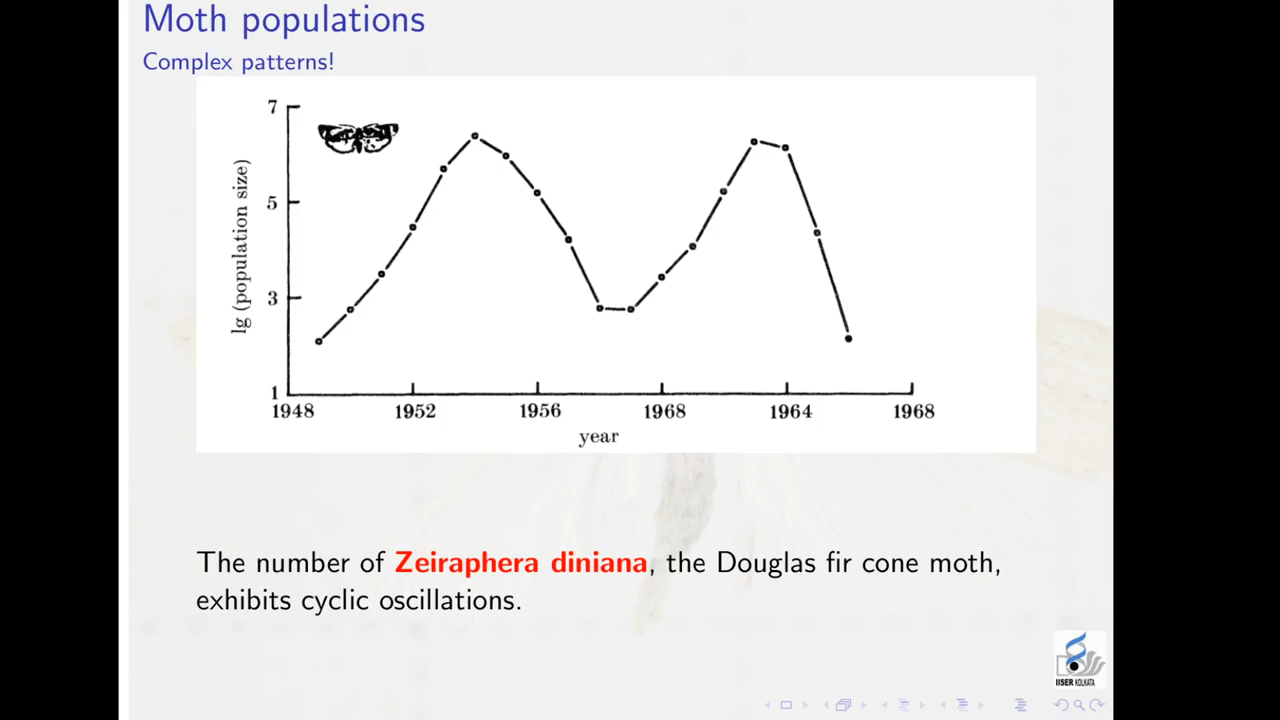 Moth populations
Complex patterns!
7
5
3
1
lg (population size)
1948 1952 1956 1968 1964 1968
year
The number of Zeiraphera diniana, the Douglas fir cone moth,
exhibits cyclic oscillations.
IISER KOLKATA